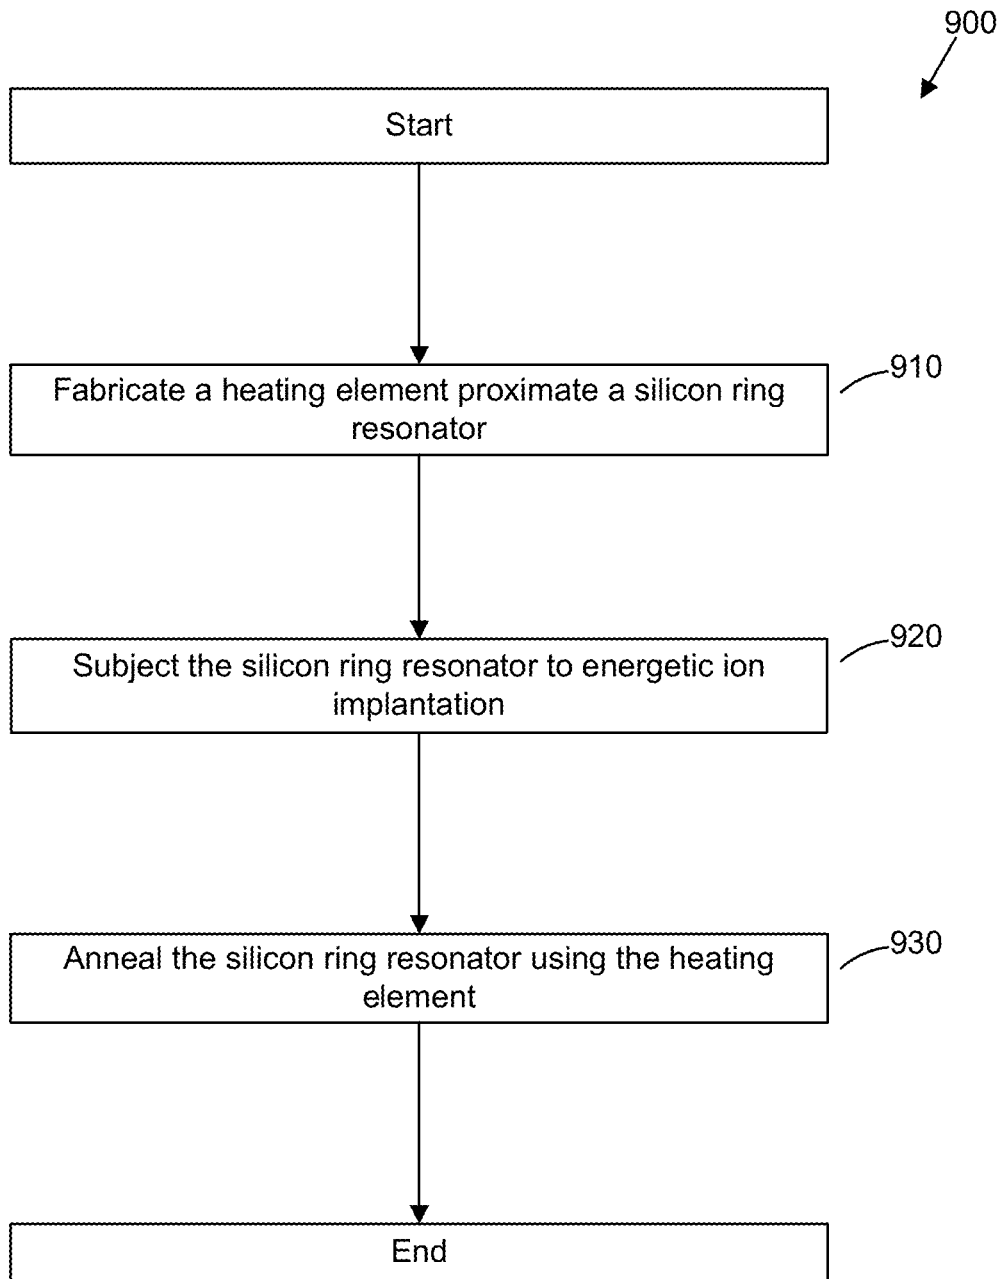 900
Start
Fabricate a heating element proximate a silicon ring
resonator
910
Subject the silicon ring resonator to energetic ion
implantation
920
Anneal the silicon ring resonator using the heating
element
930
End